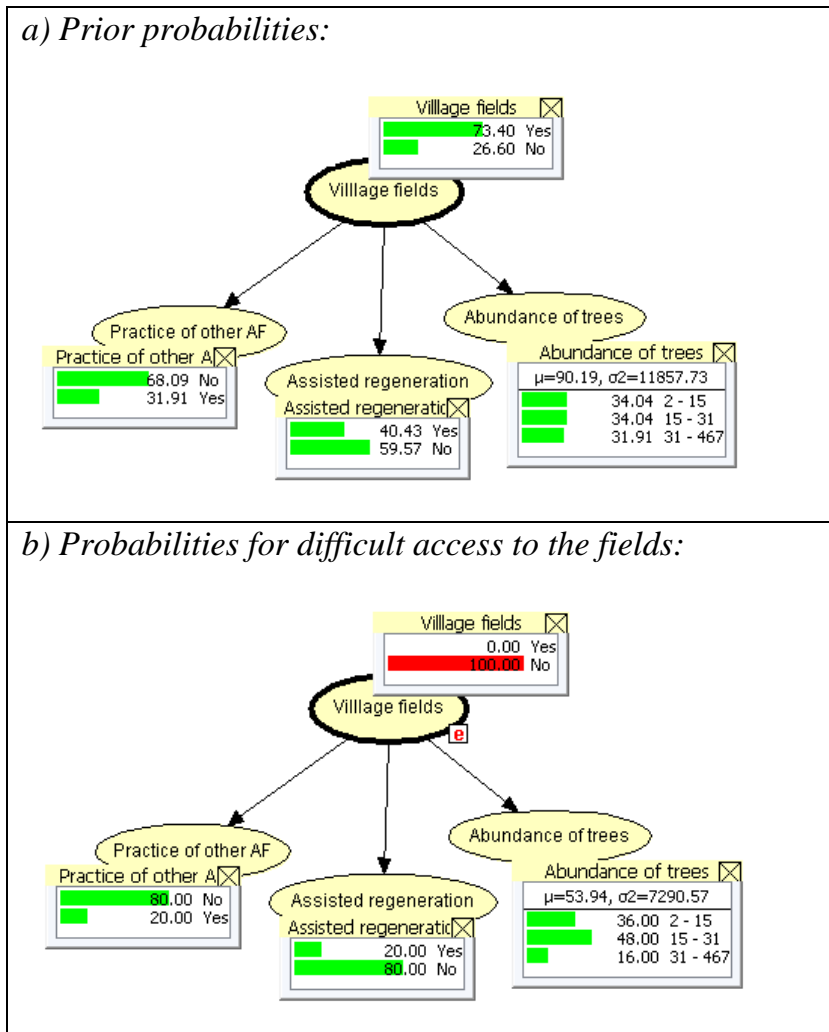 a) Prior probabilities:
Villlage fields
73.40 Yes
26.60 No
Villlage fields
Practice of other AF
Practice of other A
68.09 No
31.91 Yes
Assisted regeneration
Assisted regeneratic
40.43 Yes
59.57 No
Abundance of trees
Abundance of trees
μ=90.19, σ2=11857.73
34.04 2 - 15
34.04 15 - 31
31.91 31 - 467
b) Probabilities for difficult access to the fields:
Villlage fields
0.00 Yes
100.00 No
Villlage fields
e
Practice of other AF
Practice of other A
80.00 No
20.00 Yes
Assisted regeneration
Assisted regeneratic
20.00 Yes
80.00 No
Abundance of trees
Abundance of trees
μ=53.94, σ2=7290.57
36.00 2 - 15
48.00 15 - 31
16.00 31 - 467